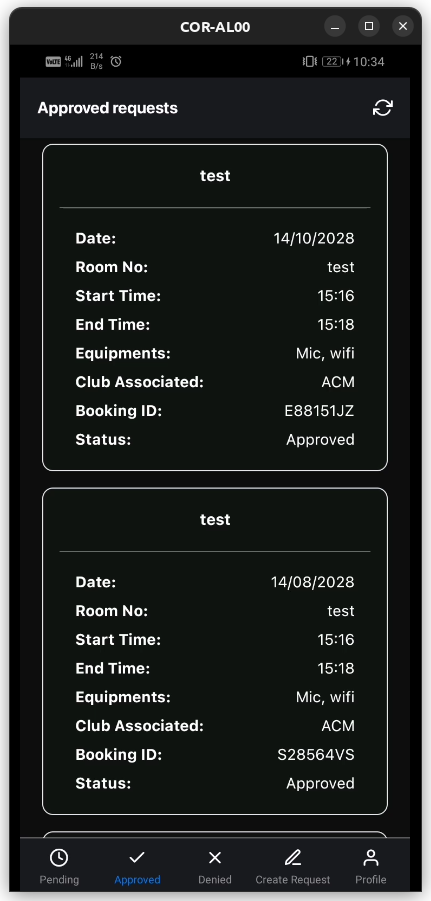 COR-AL00
VoLTE 4G 214 B/s 22 10:34
Approved requests
test
Date: 14/10/2028
Room No: test
Start Time: 15:16
End Time: 15:18
Equipments: Mic, wifi
Club Associated: ACM
Booking ID: E88151JZ
Status: Approved
test
Date: 14/08/2028
Room No: test
Start Time: 15:16
End Time: 15:18
Equipments: Mic, wifi
Club Associated: ACM
Booking ID: S28564VS
Status: Approved
Pending Approved Denied Create Request Profile